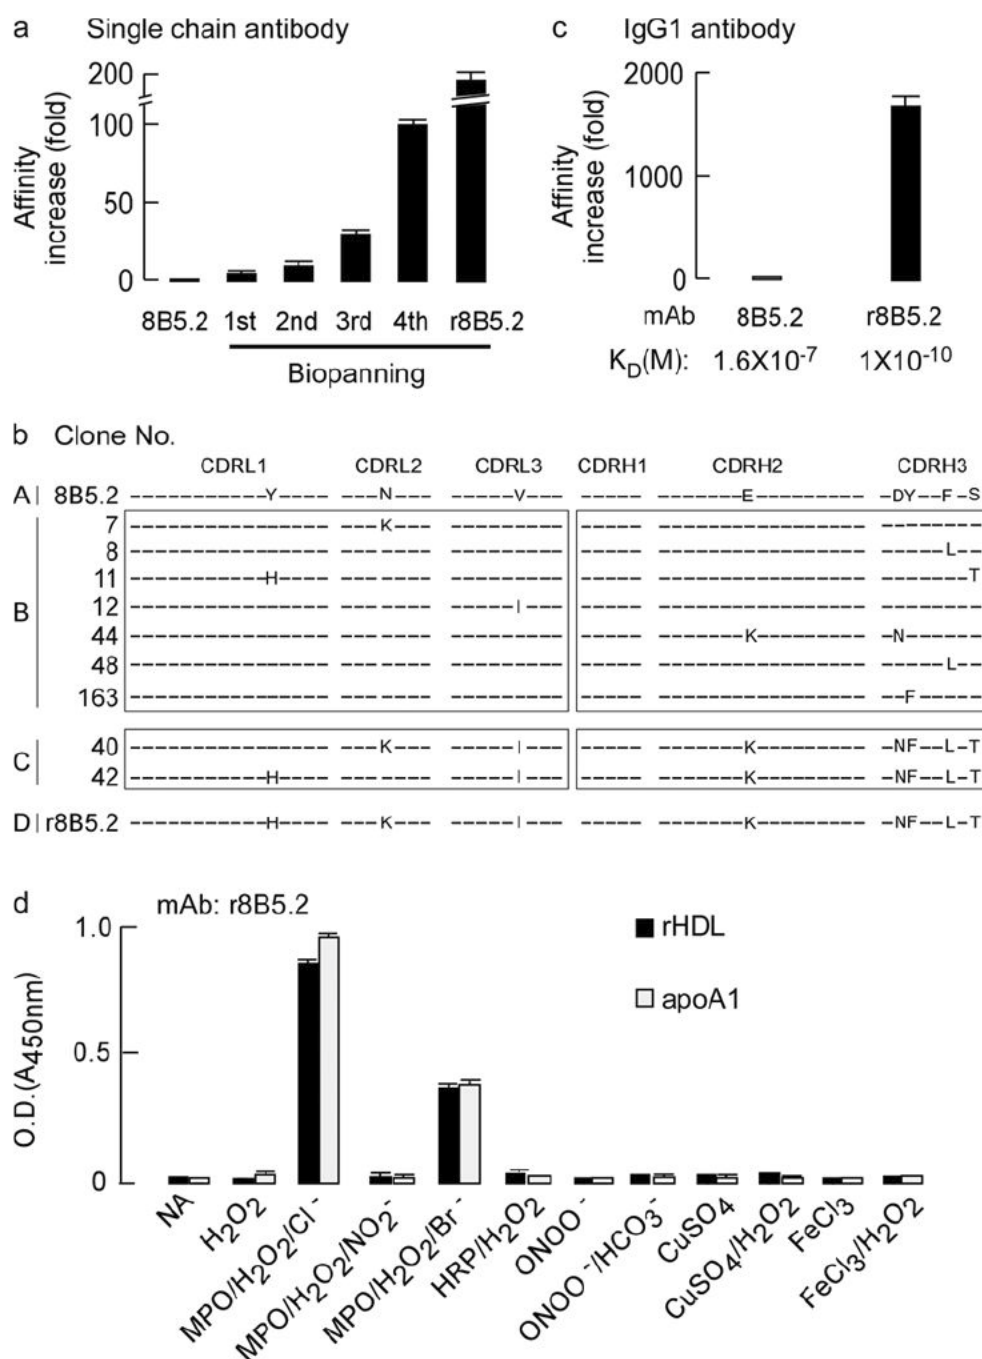 a Single chain antibody
Affinity
increase (fold)
200
100
50
0
8B5.2 1st 2nd 3rd 4th r8B5.2
Biopanning
c IgG1 antibody
Affinity
increase (fold)
2000
1000
0
mAb 8B5.2 r8B5.2
K_D(M): 1.6X10⁻⁷ 1X10⁻¹⁰
b Clone No.
CDRL1 CDRL2 CDRL3 CDRH1 CDRH2 CDRH3
A 8B5.2 Y N V E DY F S
B
7 K
8 L
11 H T
12 I
44 K N
48 L
163 F
C
40 K I K NF L T
42 H I K NF L T
D r8B5.2 H K I K NF L T
d mAb: r8B5.2
rHDL
apoA1
O.D.(A450nm)
1.0
0.5
0
NA
H₂O₂
MPO/H₂O₂/Cl⁻
MPO/H₂O₂/NO₂⁻
MPO/H₂O₂/Br⁻
HRP/H₂O₂
ONOO⁻
ONOO⁻/HCO₃⁻
CuSO₄
CuSO₄/H₂O₂
FeCl₃
FeCl₃/H₂O₂